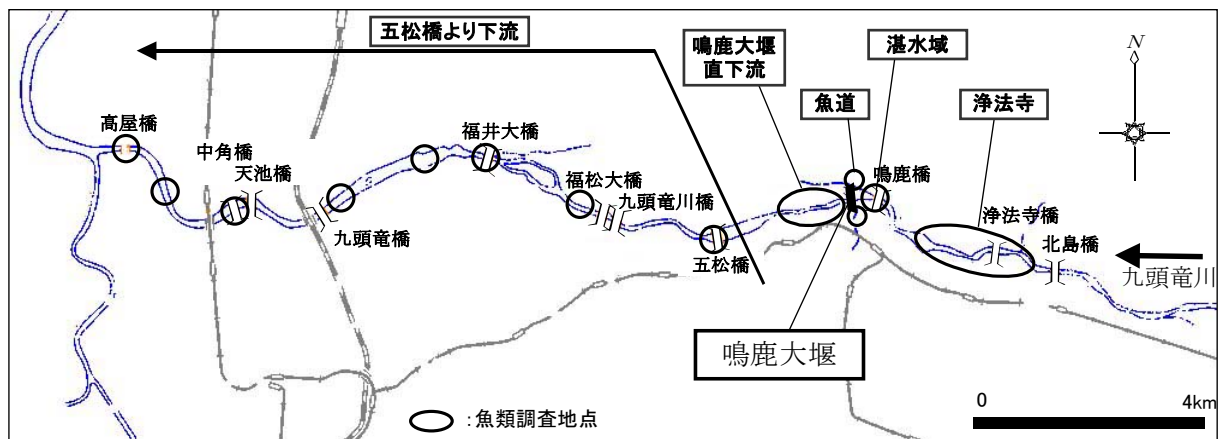 五松橋より下流
鳴鹿大堰
直下流
湛水域
魚道
浄法寺
N
高屋橋
中角橋
天池橋
福井大橋
福松大橋
九頭竜川橋
九頭竜橋
五松橋
鳴鹿橋
浄法寺橋
北島橋
九頭竜川
鳴鹿大堰
:魚類調査地点
0 4km